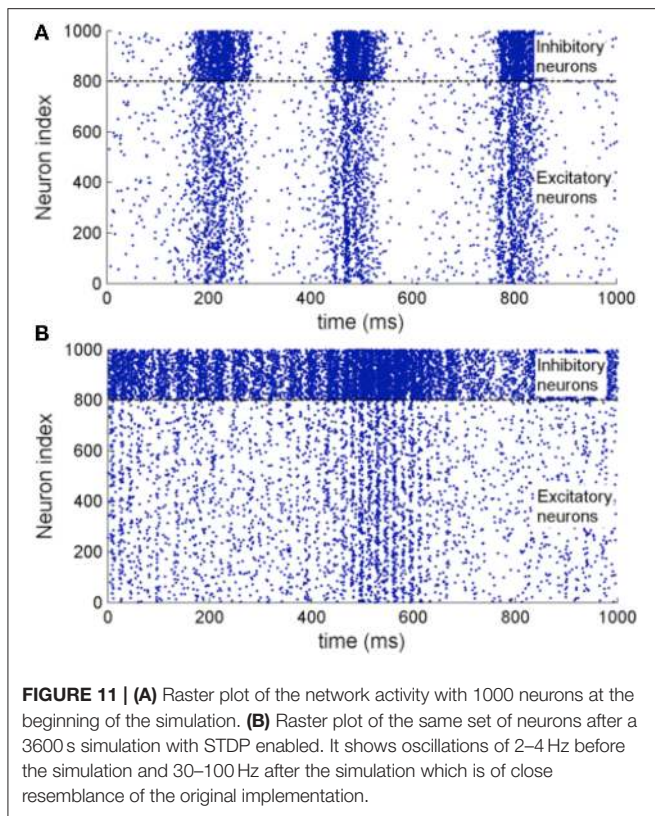 A
1000
800
600
400
200
0
Neuron index
Inhibitory
neurons
Excitatory
neurons
0 200 400 600 800 1000
time (ms)
B
1000
800
600
400
200
0
Neuron index
Inhibitory
neurons
Excitatory
neurons
0 200 400 600 800 1000
time (ms)
FIGURE 11 | (A) Raster plot of the network activity with 1000 neurons at the
beginning of the simulation. (B) Raster plot of the same set of neurons after a
3600 s simulation with STDP enabled. It shows oscillations of 2–4 Hz before
the simulation and 30–100 Hz after the simulation which is of close
resemblance of the original implementation.